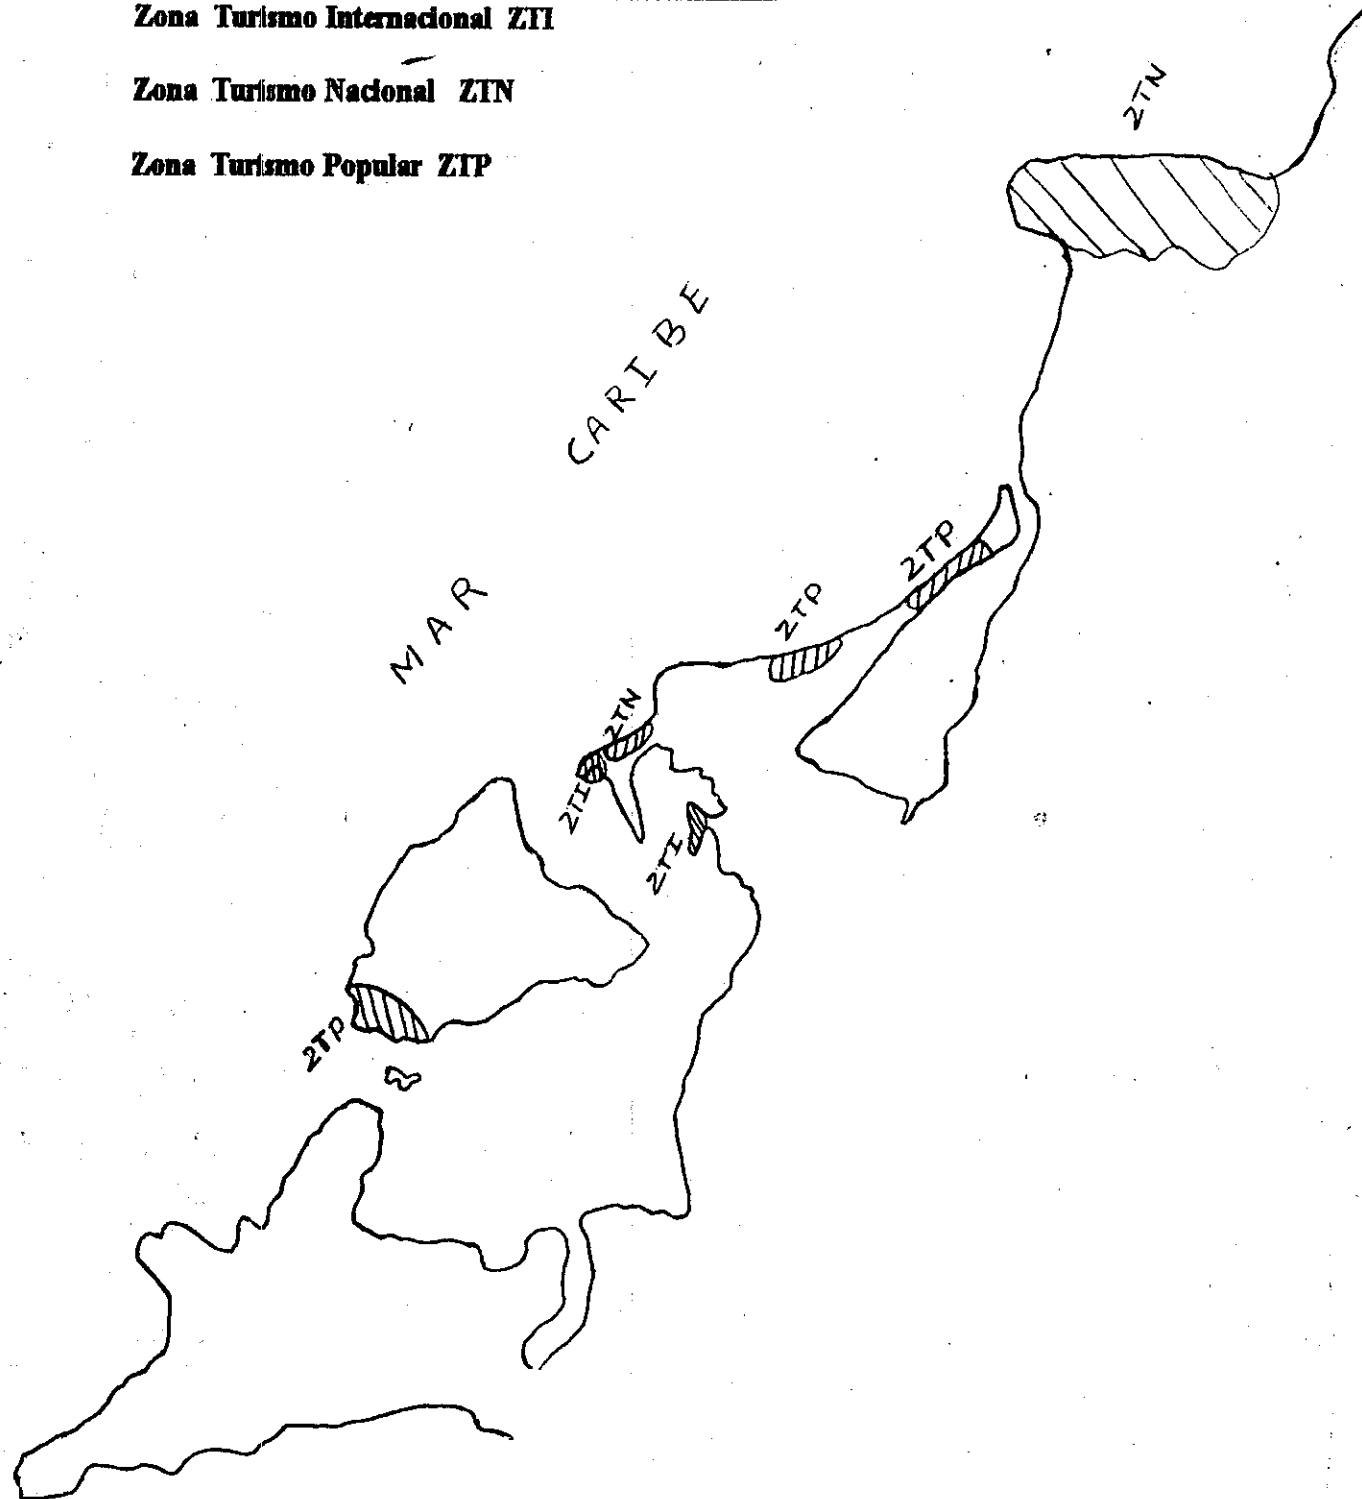 Zona Turismo Internacional ZTI
Zona Turismo Nacional ZTN
Zona Turismo Popular ZTP
ZTN
MAR CARIBE
ZTP
ZTP
ZTN
ZTI
ZTI
ZTP